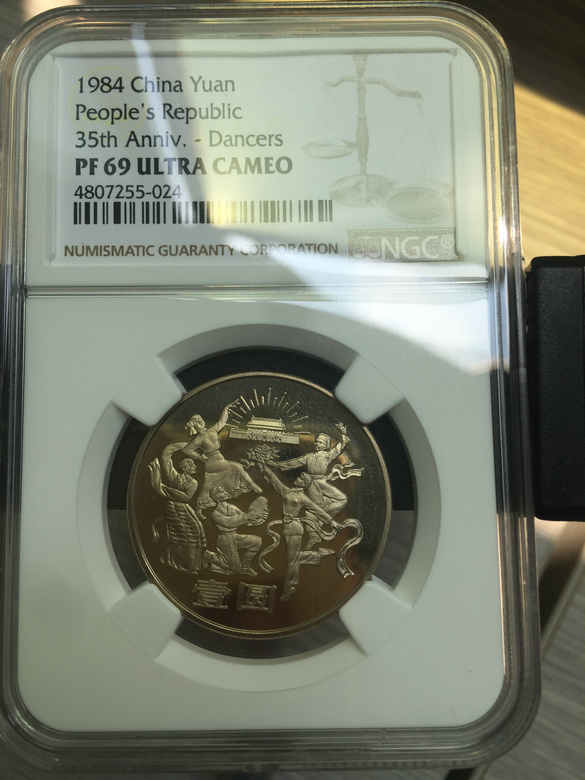 1984 China Yuan
People's Republic
35th Anniv. - Dancers
PF 69 ULTRA CAMEO
4807255-024
NUMISMATIC GUARANTY CORPORATION NGC®
壹圆